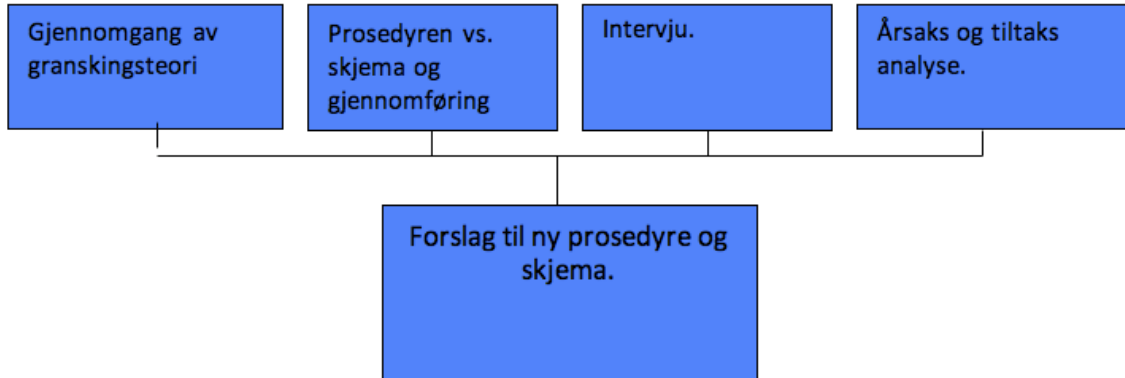 Gjennomgang av
granskingsteori
Prosedyren vs.
skjema og
gjennomføring
Intervju.
Årsaks og tiltaks
analyse.
Forslag til ny prosedyre og
skjema.